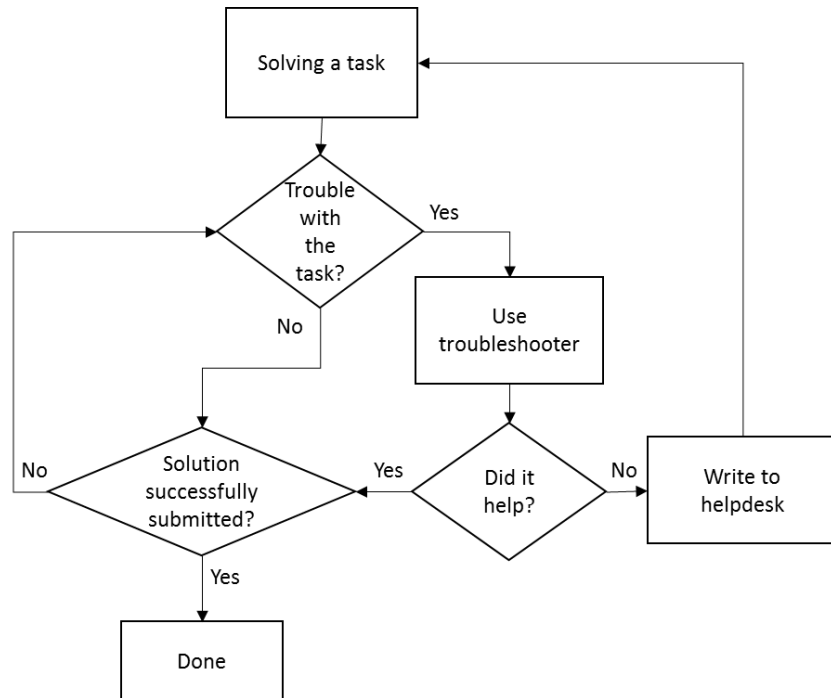 Solving a task
Trouble
with
the
task?
Yes
No
Use
troubleshooter
No
Solution
successfully
submitted?
Yes
Did it
help?
No
Write to
helpdesk
Yes
Done